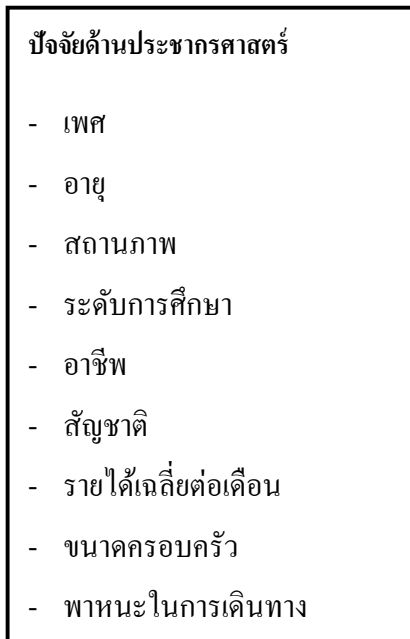 ปัจจัยด้านประชากรศาสตร์
- เพศ
- อายุ
- สถานภาพ
- ระดับการศึกษา
- อาชีพ
- สัญชาติ
- รายได้เฉลี่ยต่อเดือน
- ขนาดครอบครัว
- พาหนะในการเดินทาง